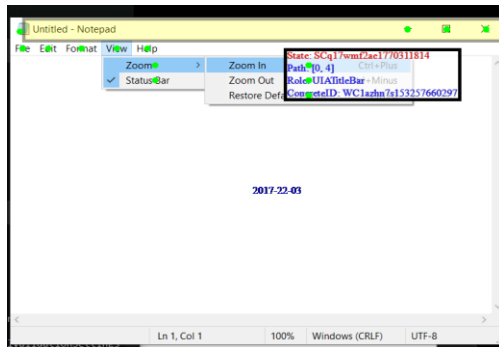 Untitled - Notepad
File Edit Format View Help
Zoom >
Zoom In Ctrl+Plus
Status Bar
Zoom Out +Minus
Restore Defa
State: SCq17wmf2ae1770311814
Path: [0, 4]
Role: UIATitleBar
ConcreteID: WC1azhn7s153257660297
2017-22-03
Ln 1, Col 1 100% Windows (CRLF) UTF-8